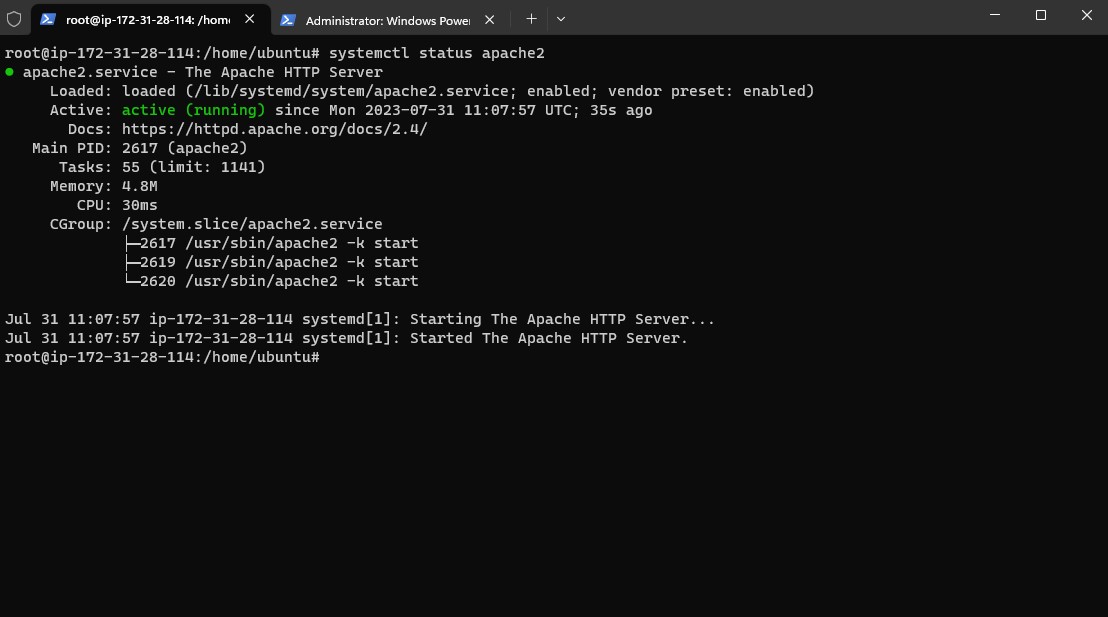 root@ip-172-31-28-114: /home
Administrator: Windows Power
root@ip-172-31-28-114:/home/ubuntu# systemctl status apache2
● apache2.service - The Apache HTTP Server
Loaded: loaded (/lib/systemd/system/apache2.service; enabled; vendor preset: enabled)
Active: active (running) since Mon 2023-07-31 11:07:57 UTC; 35s ago
Docs: https://httpd.apache.org/docs/2.4/
Main PID: 2617 (apache2)
Tasks: 55 (limit: 1141)
Memory: 4.8M
CPU: 30ms
CGroup: /system.slice/apache2.service
├─2617 /usr/sbin/apache2 -k start
├─2619 /usr/sbin/apache2 -k start
└─2620 /usr/sbin/apache2 -k start
Jul 31 11:07:57 ip-172-31-28-114 systemd[1]: Starting The Apache HTTP Server...
Jul 31 11:07:57 ip-172-31-28-114 systemd[1]: Started The Apache HTTP Server.
root@ip-172-31-28-114:/home/ubuntu#